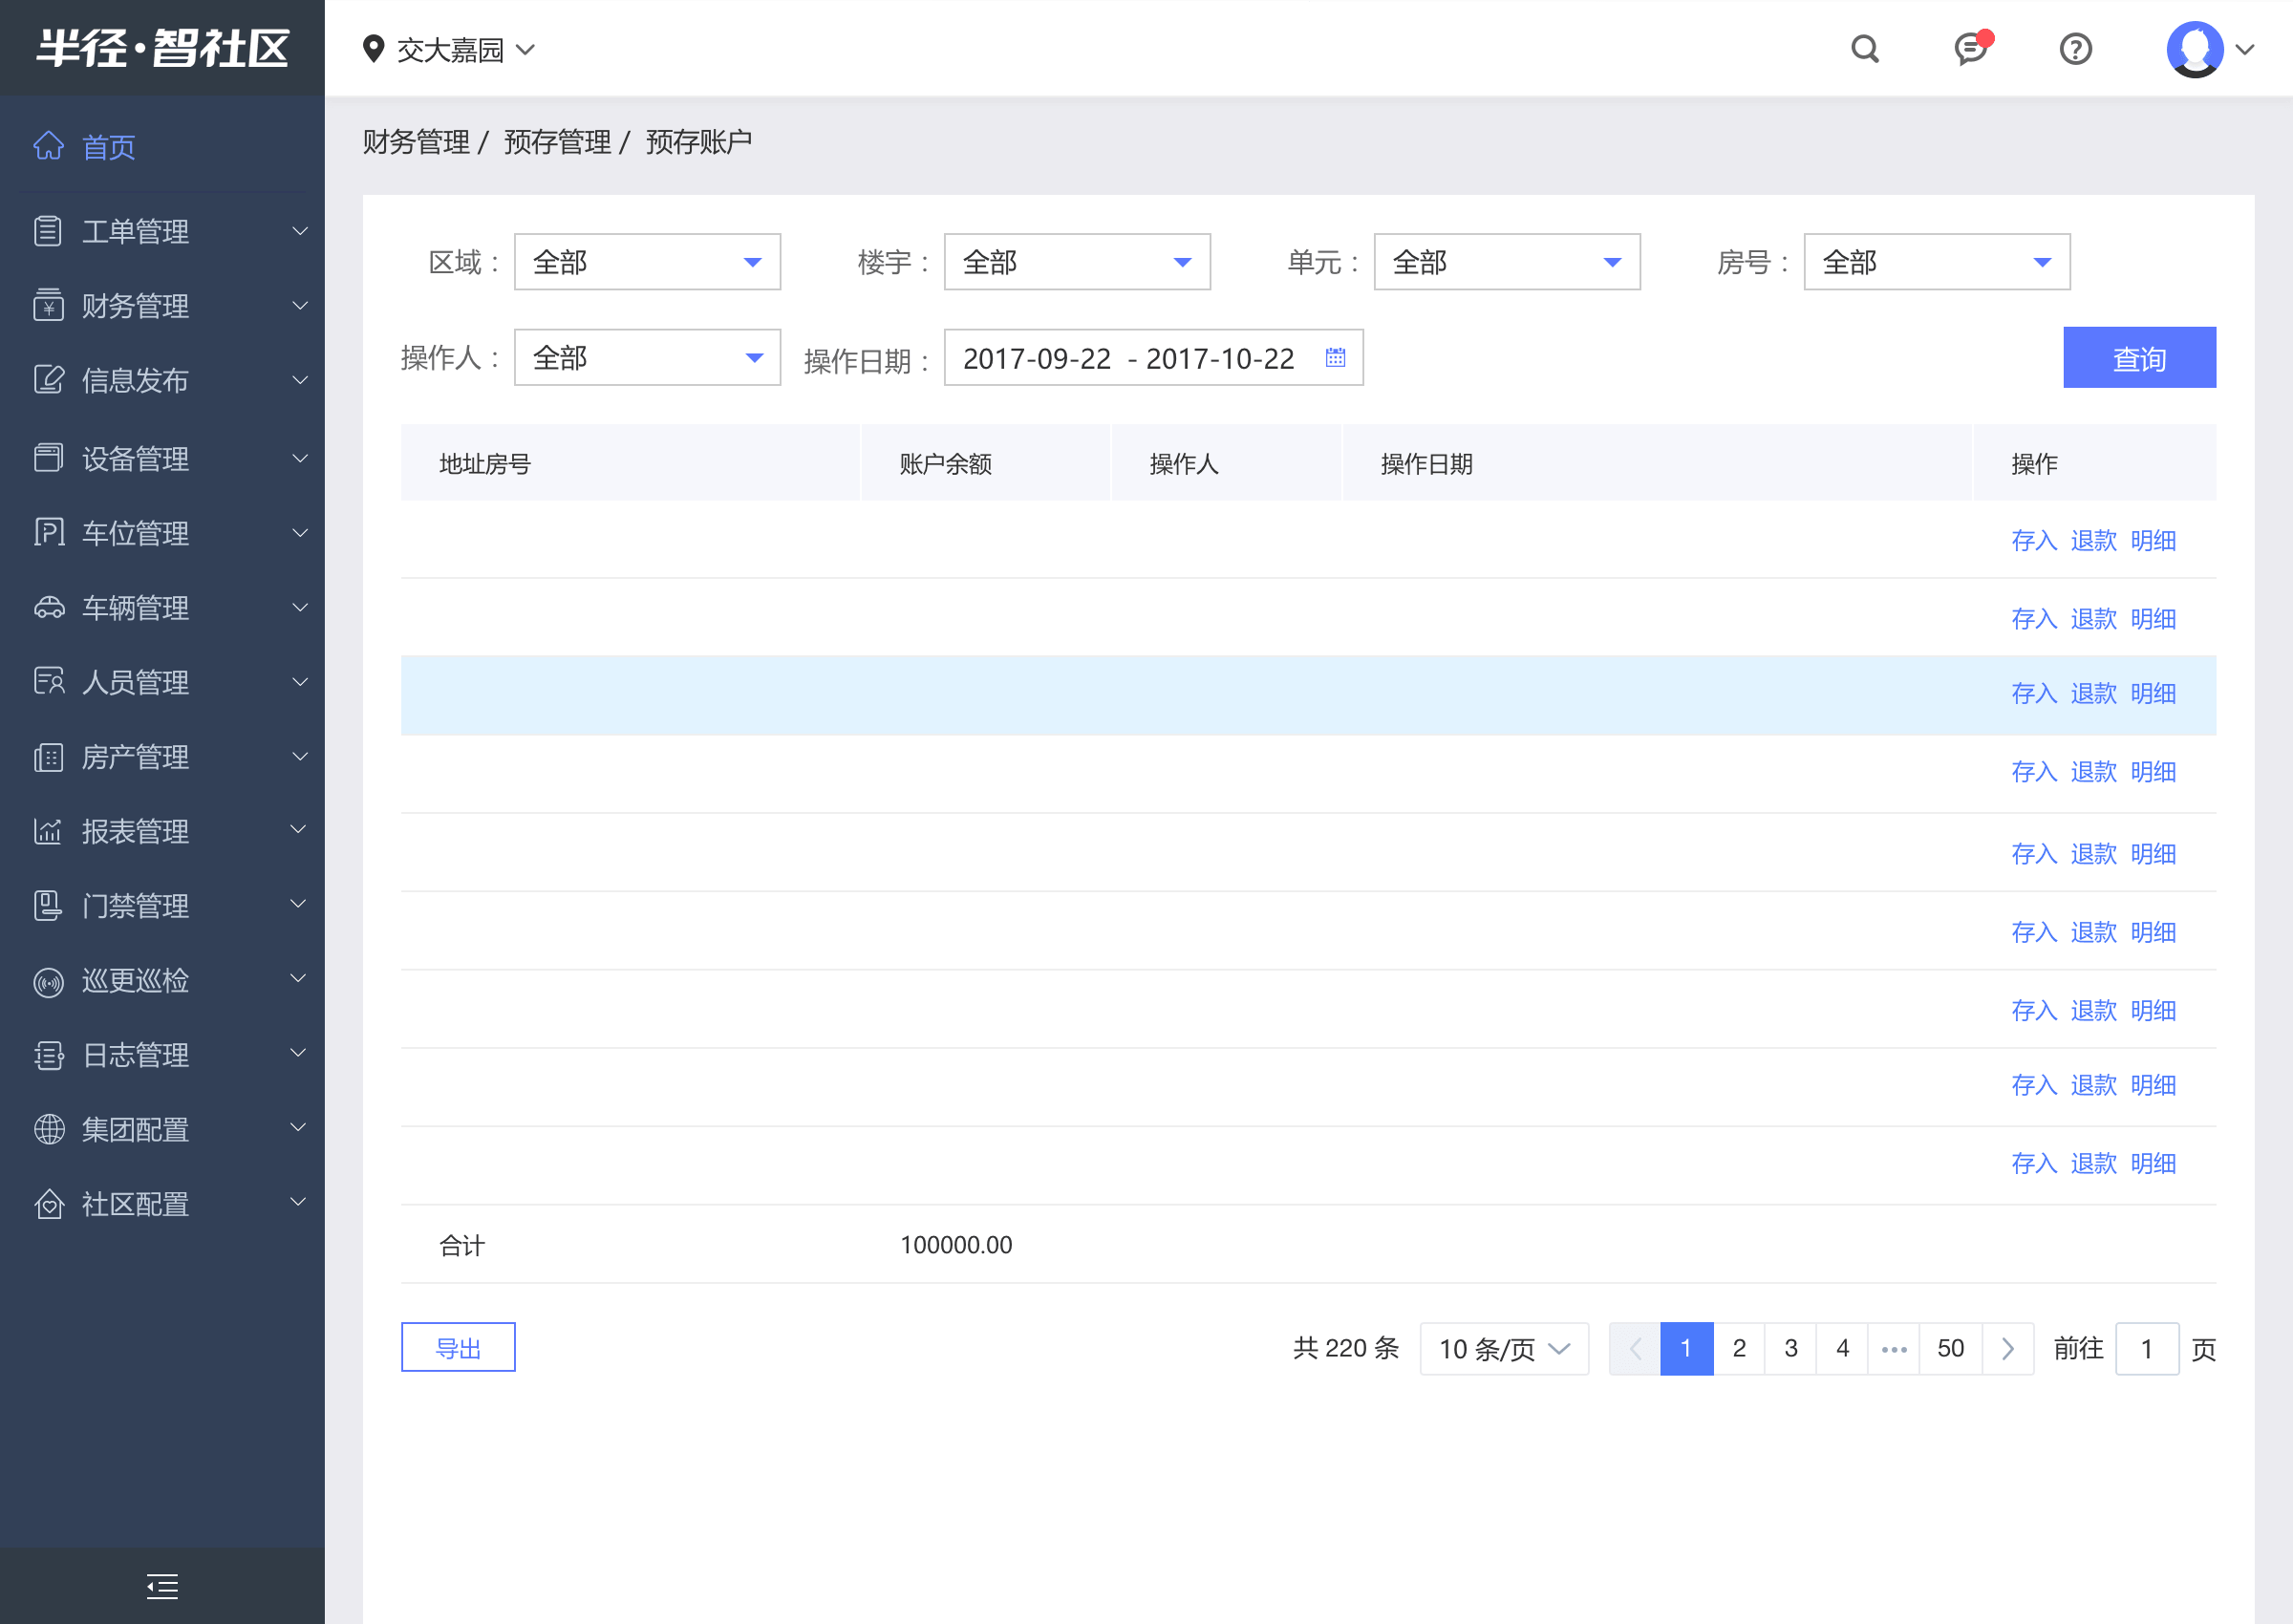 半径·智社区
交大嘉园
首页
工单管理
财务管理
信息发布
设备管理
车位管理
车辆管理
人员管理
房产管理
报表管理
门禁管理
巡更巡检
日志管理
集团配置
社区配置
财务管理 / 预存管理 / 预存账户
区域： 全部 楼宇： 全部 单元： 全部 房号： 全部
操作人： 全部 操作日期： 2017-09-22 - 2017-10-22 查询
地址房号 账户余额 操作人 操作日期 操作
存入 退款 明细
存入 退款 明细
存入 退款 明细
存入 退款 明细
存入 退款 明细
存入 退款 明细
存入 退款 明细
存入 退款 明细
存入 退款 明细
合计 100000.00
导出 共 220 条 10 条/页 1 2 3 4 ••• 50 前往 1 页